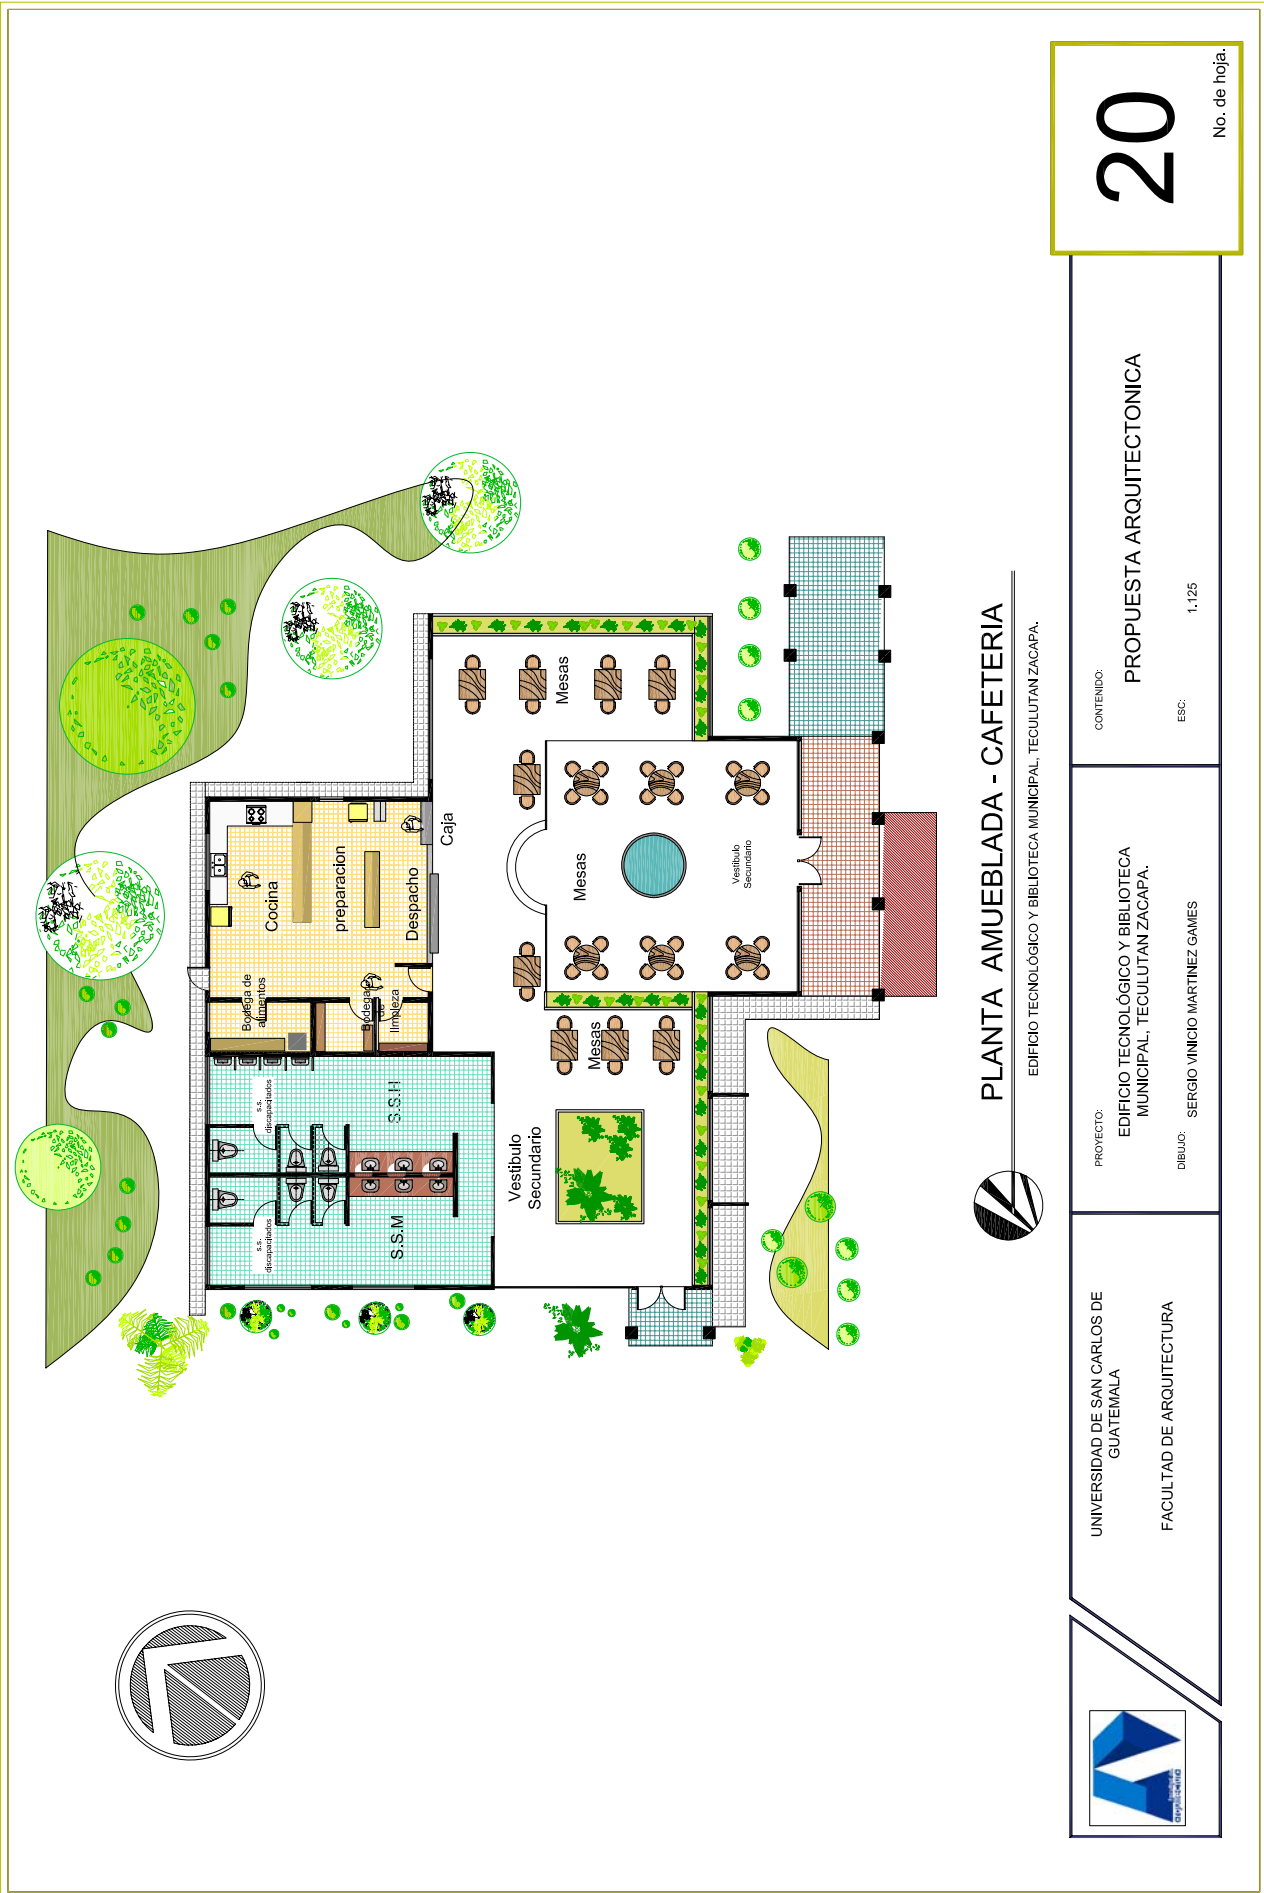 Cocina
preparacion
Despacho
Caja
Bodega de
alimentos
Bodega
de
limpieza
s.s.
discapacitados
S.S.H
s.s.
discapacitados
S.S.M
Vestibulo
Secundario
Mesas
Mesas
Mesas
Vestibulo
Secundario
PLANTA AMUEBLADA - CAFETERIA
EDIFICIO TECNOLÓGICO Y BIBLIOTECA MUNICIPAL, TECULUTAN ZACAPA.
UNIVERSIDAD DE SAN CARLOS DE
GUATEMALA
FACULTAD DE ARQUITECTURA
PROYECTO:
EDIFICIO TECNOLÓGICO Y BIBLIOTECA
MUNICIPAL, TECULUTAN ZACAPA.
DIBUJO:
SERGIO VINICIO MARTINEZ GAMES
CONTENIDO:
PROPUESTA ARQUITECTONICA
ESC:
1.125
20
No. de hoja.
arquitectura